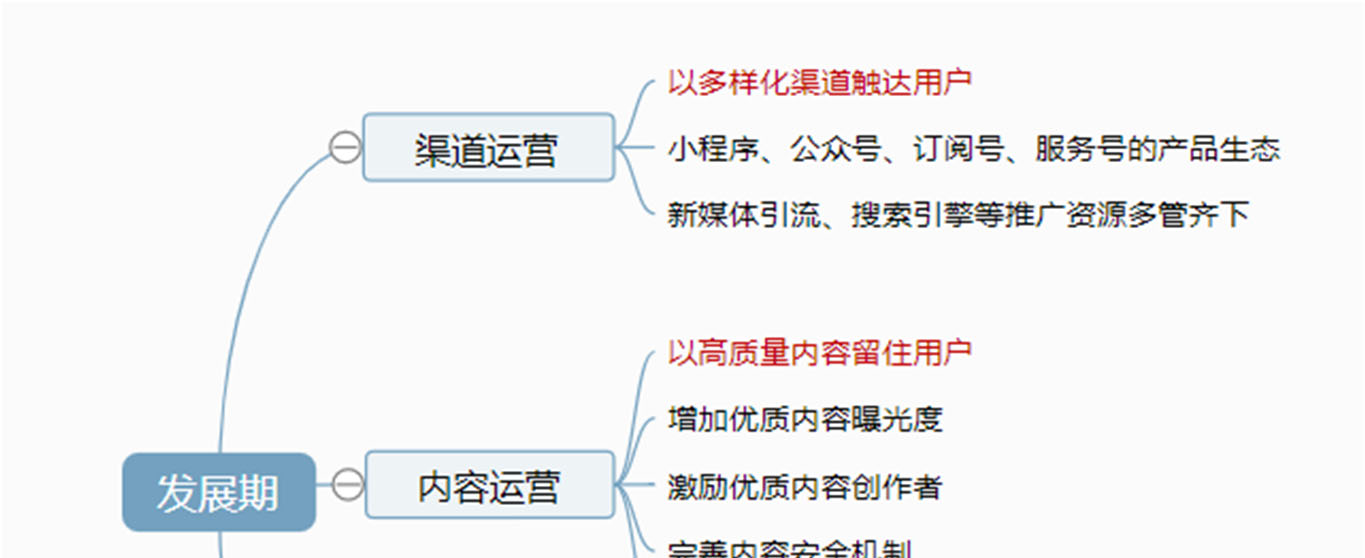 以多样化渠道触达用户
渠道运营
小程序、公众号、订阅号、服务号的产品生态
新媒体引流、搜索引擎等推广资源多管齐下
以高质量内容留住用户
增加优质内容曝光度
发展期
内容运营
激励优质内容创作者
完善内容安全机制